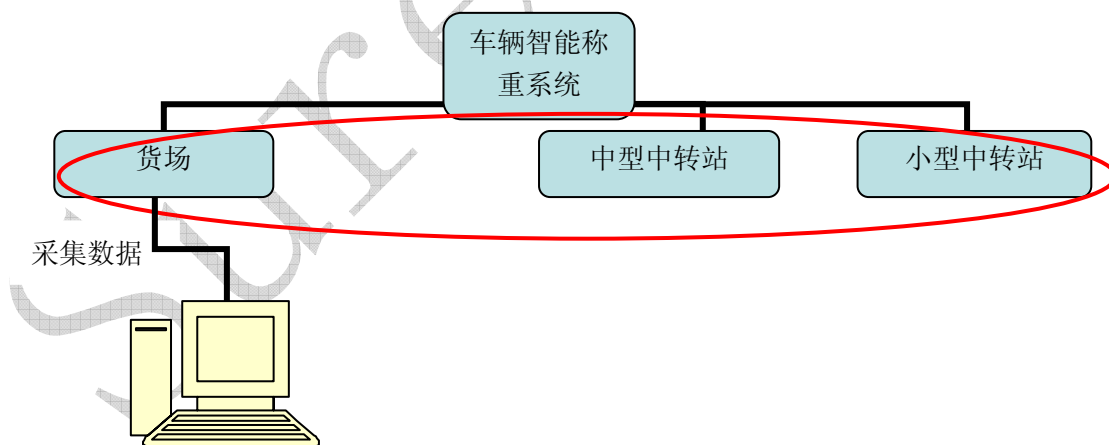 车辆智能称
重系统
货场
中型中转站
小型中转站
采集数据